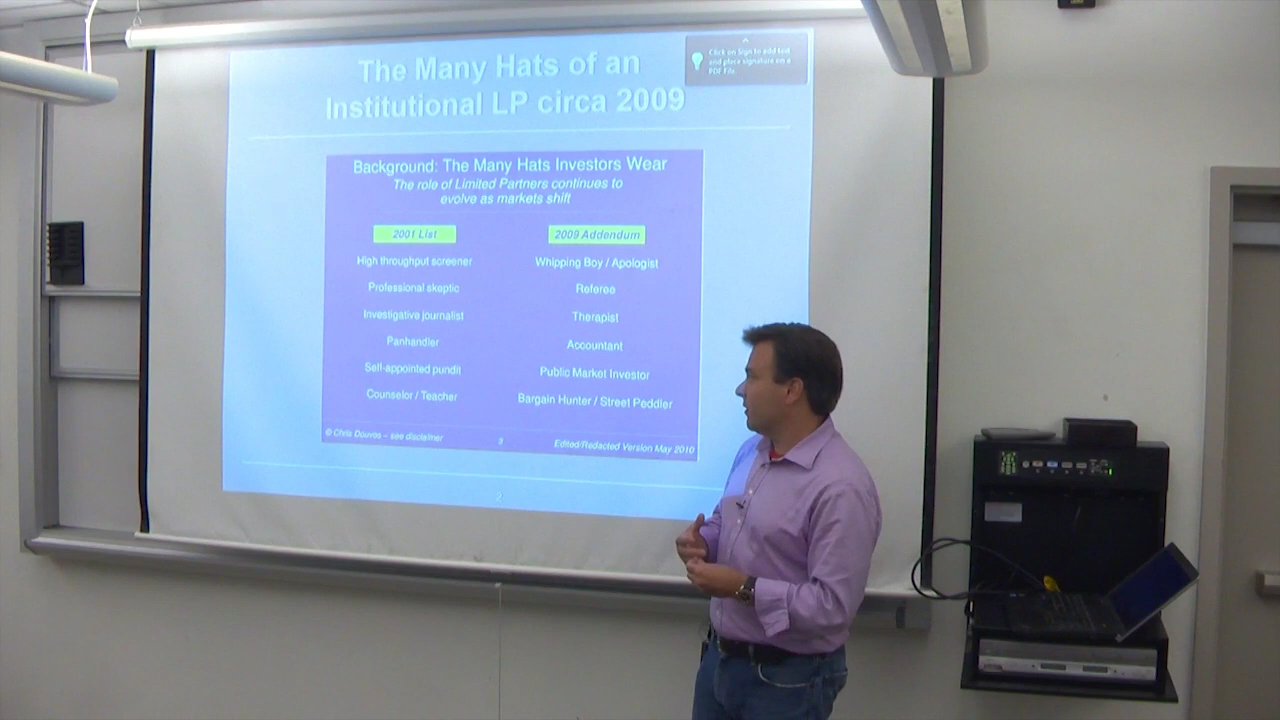 The Many Hats of an
Institutional LP circa 2009
Click on Sign to add text
and place signature on a
PDF File.
Background: The Many Hats Investors Wear
The role of Limited Partners continues to
evolve as markets shift
2001 List
2009 Addendum
High throughput screener
Whipping Boy / Apologist
Professional skeptic
Referee
Investigative journalist
Therapist
Panhandler
Accountant
Self-appointed pundit
Public Market Investor
Counselor / Teacher
Bargain Hunter / Street Peddler
© Chris Douvos – see disclaimer
3
Edited/Redacted Version May 2010
2